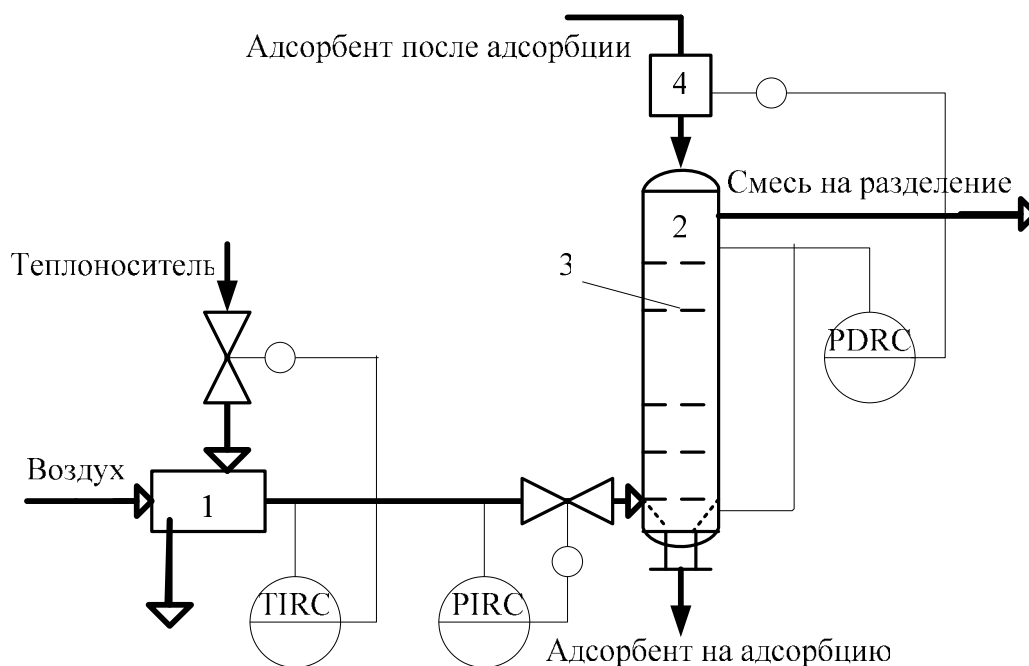 Адсорбент после адсорбции
4
Смесь на разделение
2
Теплоноситель
3
PDRC
Воздух
1
TIRC
PIRC
Адсорбент на адсорбцию